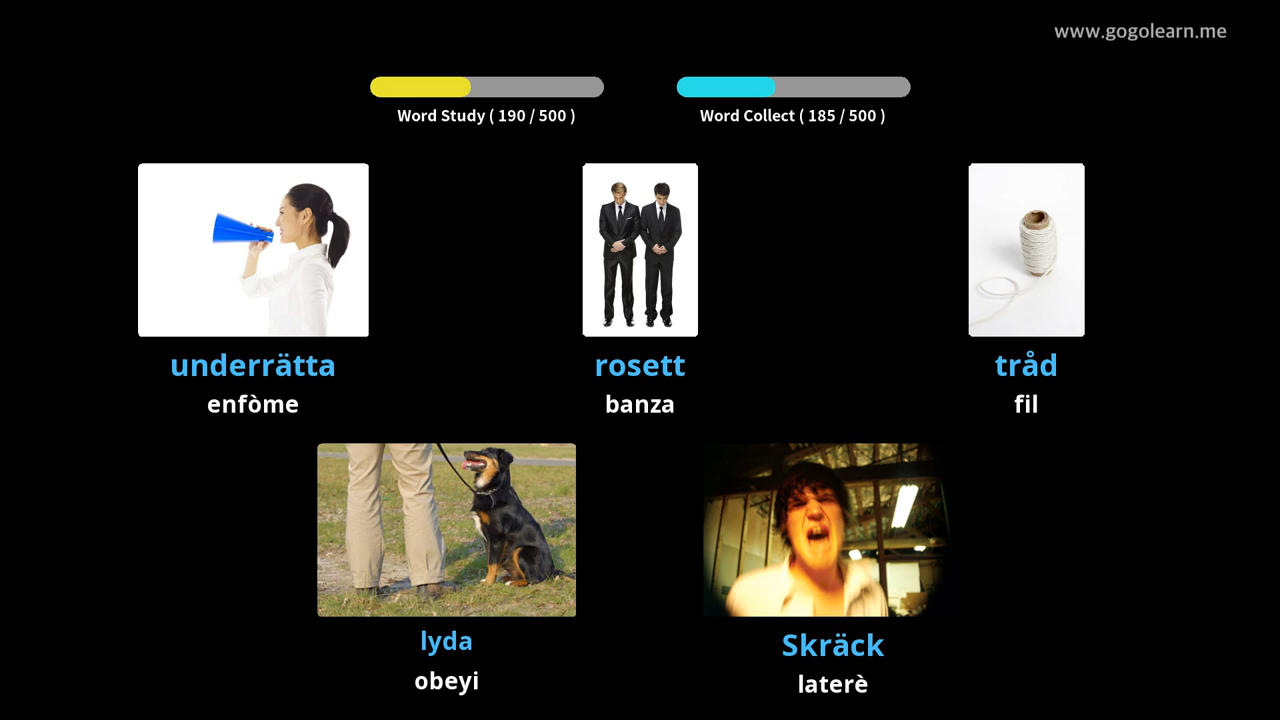 www.gogolearn.me
Word Study ( 190 / 500 )
Word Collect ( 185 / 500 )
underrätta
rosett
tråd
enfòme
banza
fil
lyda
Skräck
obeyi
laterè